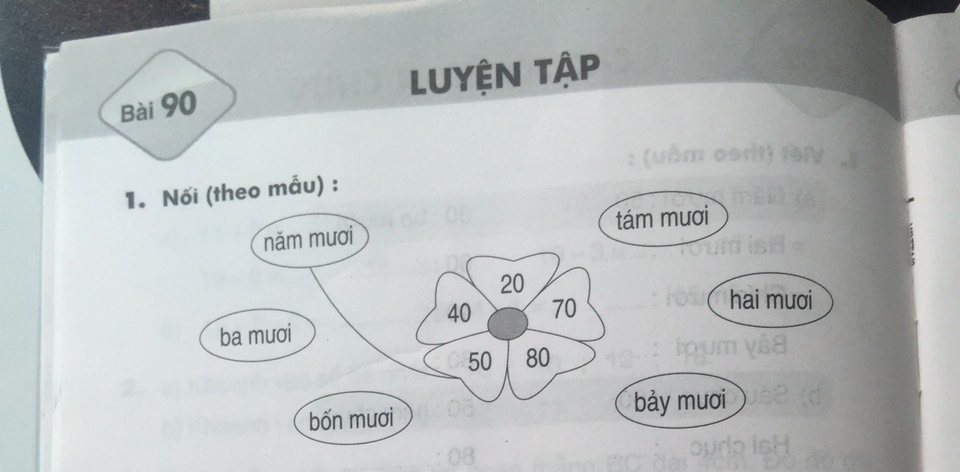 LUYỆN TẬP
Bài 90
1. Nối (theo mẫu) :
năm mươi
tám mươi
20
40
70
hai mươi
ba mươi
50
80
bốn mươi
bảy mươi